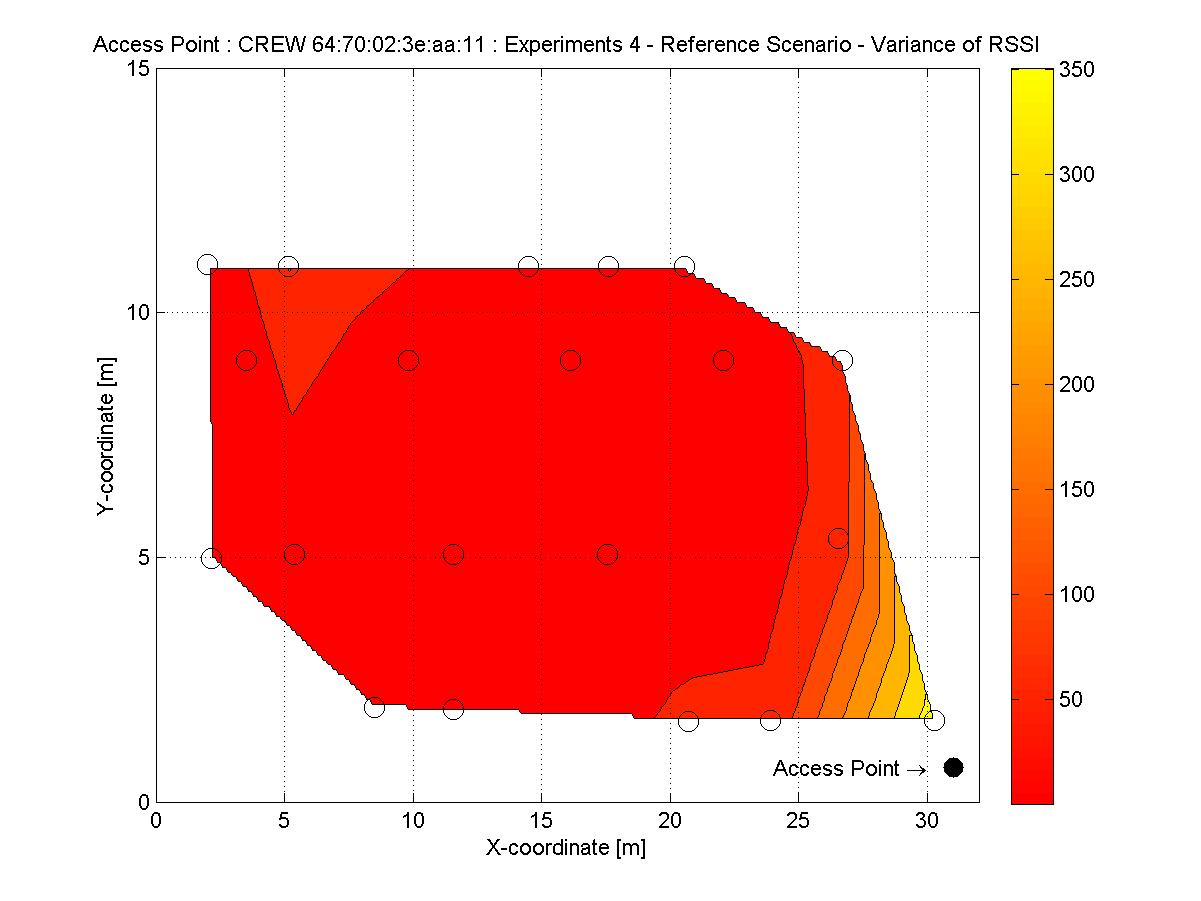 Access Point : CREW 64:70:02:3e:aa:11 : Experiments 4 - Reference Scenario - Variance of RSSI
15
10
5
0
Y-coordinate [m]
0 5 10 15 20 25 30
X-coordinate [m]
Access Point →
350
300
250
200
150
100
50